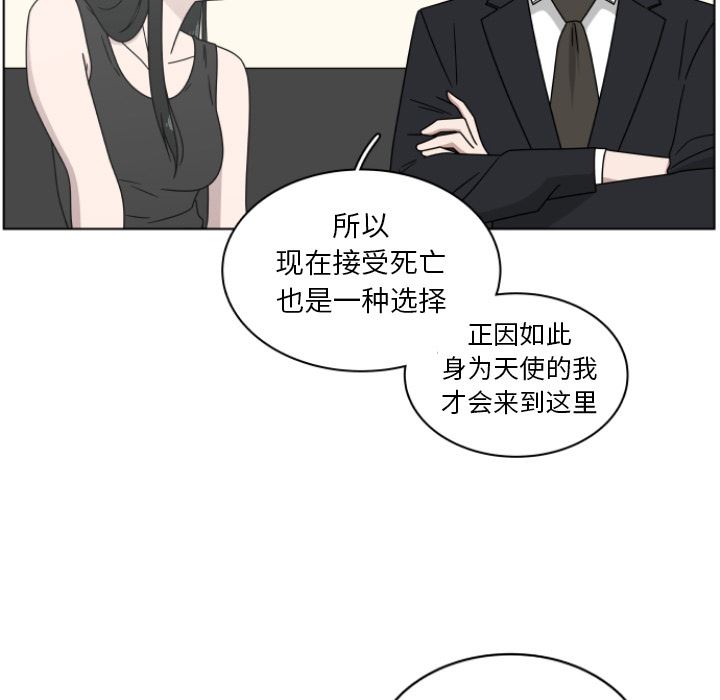 所以
现在接受死亡
也是一种选择
正因如此
身为天使的我
才会来到这里